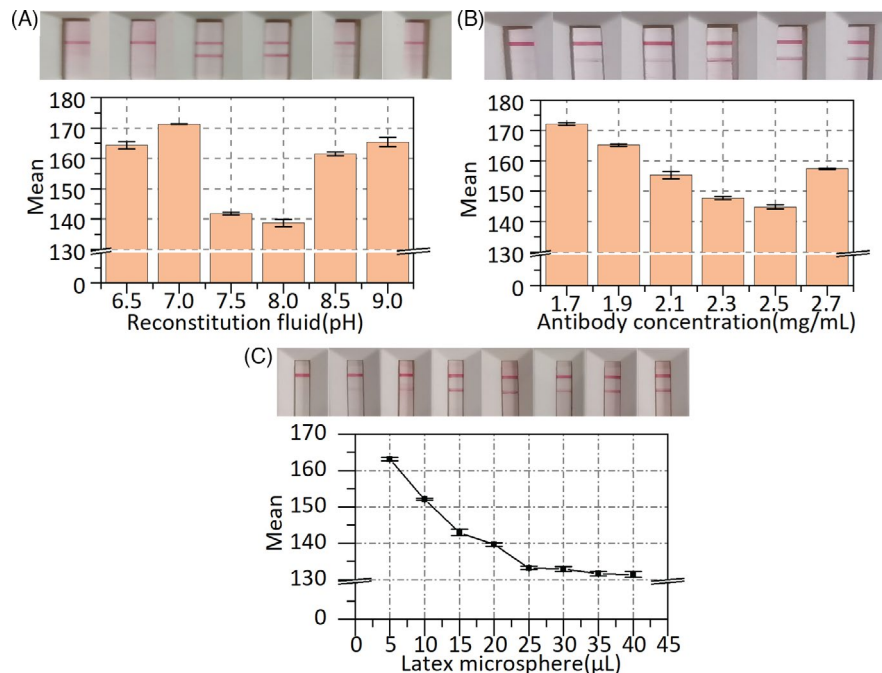 (A)
180
170
160
150
140
130
0
Mean
6.5 7.0 7.5 8.0 8.5 9.0
Reconstitution fluid(pH)
(B)
180
170
160
150
140
130
0
Mean
1.7 1.9 2.1 2.3 2.5 2.7
Antibody concentration(mg/mL)
(C)
170
160
150
140
130
0
Mean
0 5 10 15 20 25 30 35 40 45
Latex microsphere(μL)